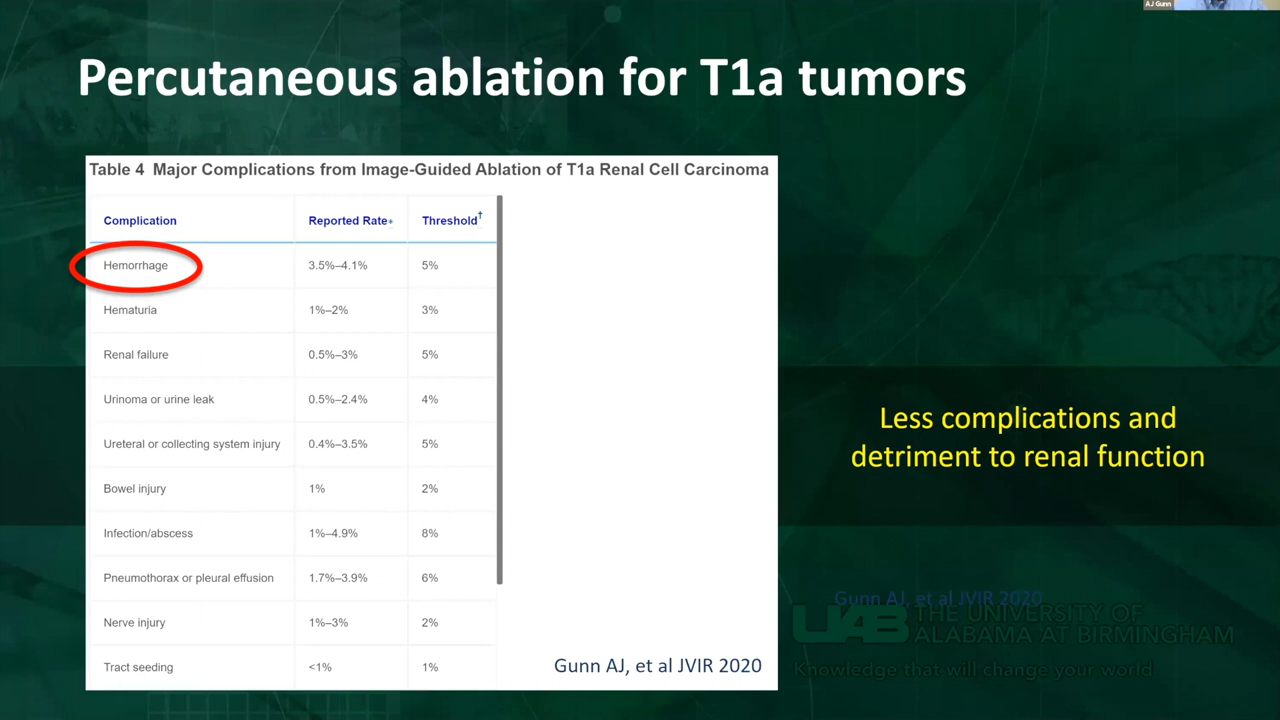 AJ Gunn
Percutaneous ablation for T1a tumors
Table 4 Major Complications from Image-Guided Ablation of T1a Renal Cell Carcinoma
Complication Reported Rate* Threshold†
Hemorrhage 3.5%–4.1% 5%
Hematuria 1%–2% 3%
Renal failure 0.5%–3% 5%
Urinoma or urine leak 0.5%–2.4% 4%
Ureteral or collecting system injury 0.4%–3.5% 5%
Bowel injury 1% 2%
Infection/abscess 1%–4.9% 8%
Pneumothorax or pleural effusion 1.7%–3.9% 6%
Nerve injury 1%–3% 2%
Tract seeding <1% 1%
Gunn AJ, et al JVIR 2020
Less complications and
detriment to renal function
Gunn AJ, et al JVIR 2020
UAB THE UNIVERSITY OF
ALABAMA AT BIRMINGHAM
Knowledge that will change your world